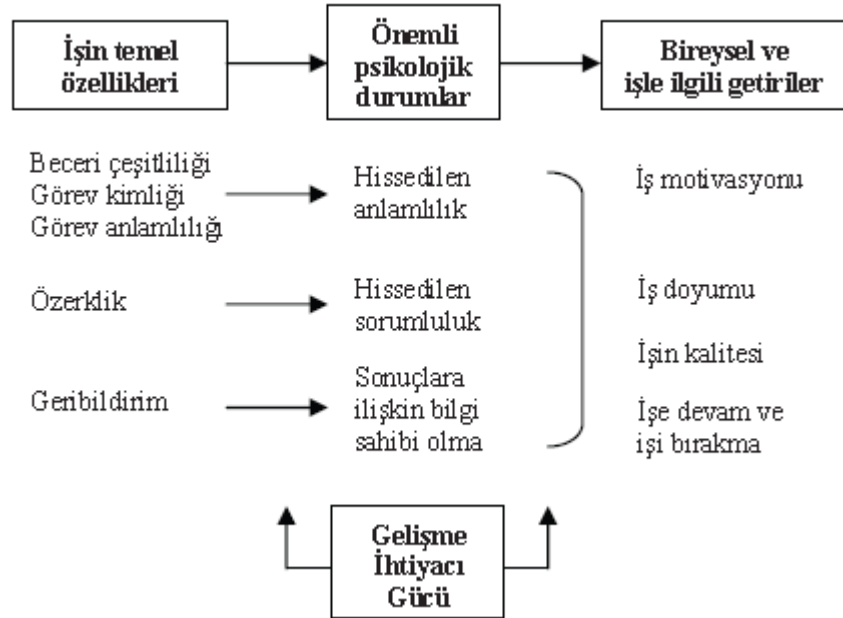 İşin temel
özellikleri
Önemli
psikolojik
durumlar
Bireysel ve
işle ilgili getiriler
Beceri çeşitliliği
Görev kimliği
Görev anlamlılığı
Hissedilen
anlamlılık
İş motivasyonu
Özerklik
Hissedilen
sorumluluk
İş doyumu
İşin kalitesi
Geribildirim
Sonuçlara
ilişkin bilgi
sahibi olma
İşe devam ve
işi bırakma
Gelişme
İhtiyacı
Gücü